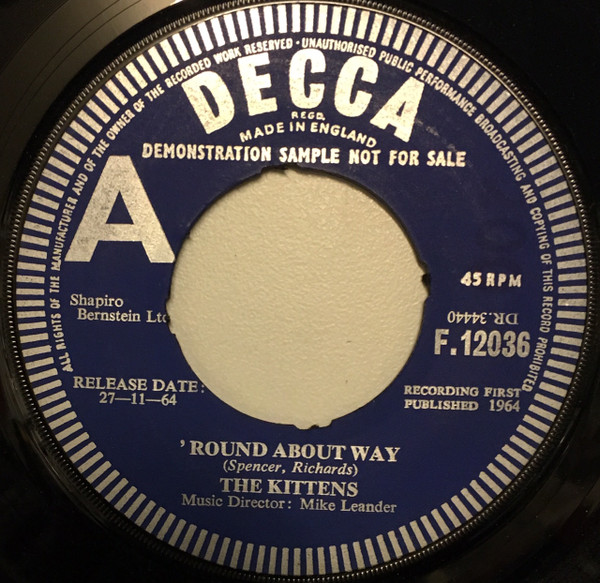 ALL RIGHTS OF THE MANUFACTURER AND OF THE OWNER OF THE RECORDED WORK RESERVED · UNAUTHORISED PUBLIC PERFORMANCE BROADCASTING AND COPYING OF THIS RECORD PROHIBITED
DECCA
REGD.
MADE IN ENGLAND
DEMONSTRATION SAMPLE NOT FOR SALE
A
45 RPM
Shapiro
Bernstein Ltd
DR.34440
F.12036
RELEASE DATE:
27—11—64
RECORDING FIRST
PUBLISHED 1964
'ROUND ABOUT WAY
(Spencer, Richards)
THE KITTENS
Music Director: Mike Leander